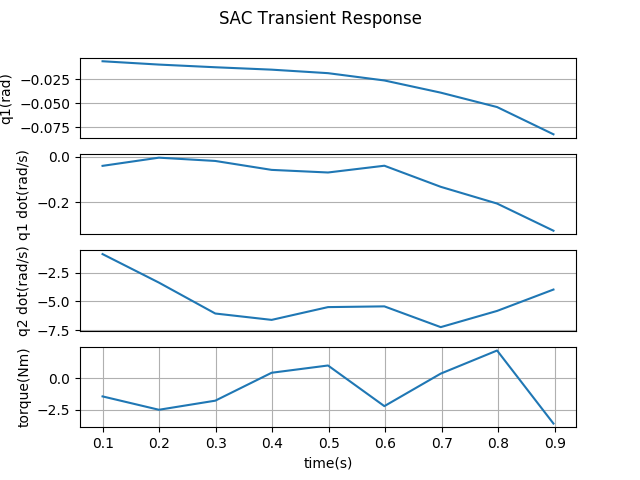 SAC Transient Response
q1(rad)
−0.025
−0.050
−0.075
q1 dot(rad/s)
0.0
−0.2
q2 dot(rad/s)
−2.5
−5.0
−7.5
torque(Nm)
0.0
−2.5
0.1 0.2 0.3 0.4 0.5 0.6 0.7 0.8 0.9
time(s)